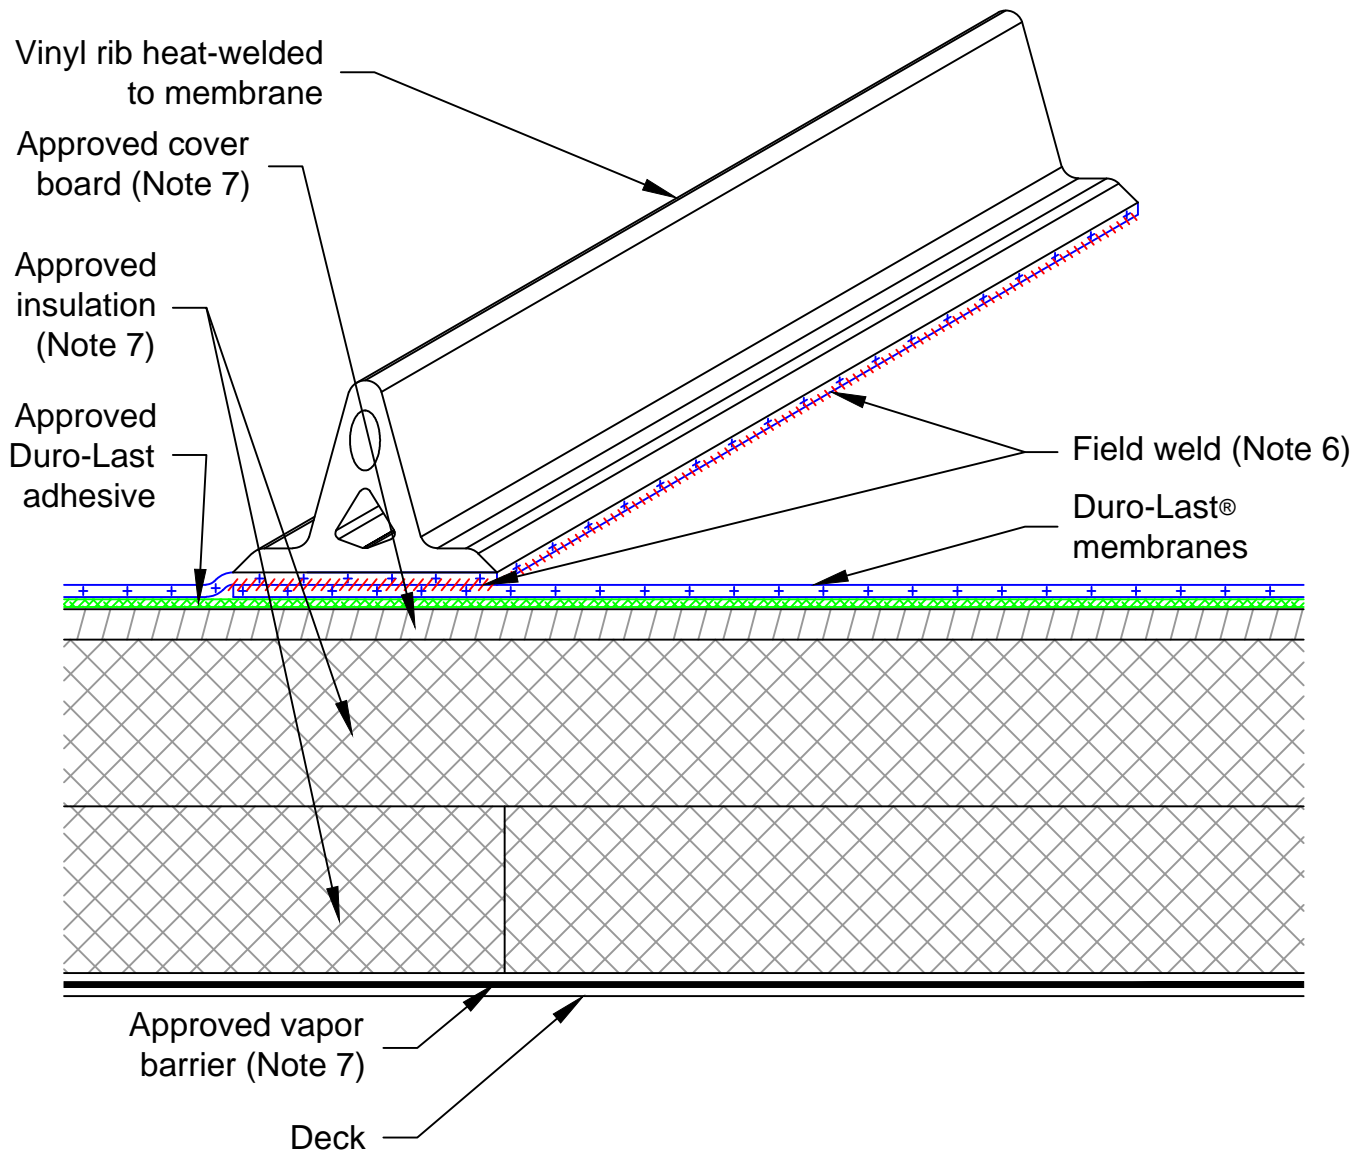 Vinyl rib heat-welded
to membrane
Approved cover
board (Note 7)
Approved
insulation
(Note 7)
Approved
Duro-Last
adhesive
Field weld (Note 6)
Duro-Last®
membranes
Approved vapor
barrier (Note 7)
Deck